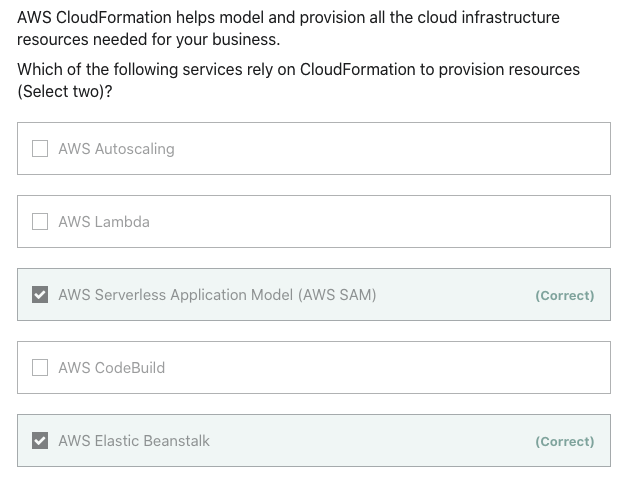 AWS CloudFormation helps model and provision all the cloud infrastructure
resources needed for your business.
Which of the following services rely on CloudFormation to provision resources
(Select two)?
AWS Autoscaling
AWS Lambda
AWS Serverless Application Model (AWS SAM) (Correct)
AWS CodeBuild
AWS Elastic Beanstalk (Correct)